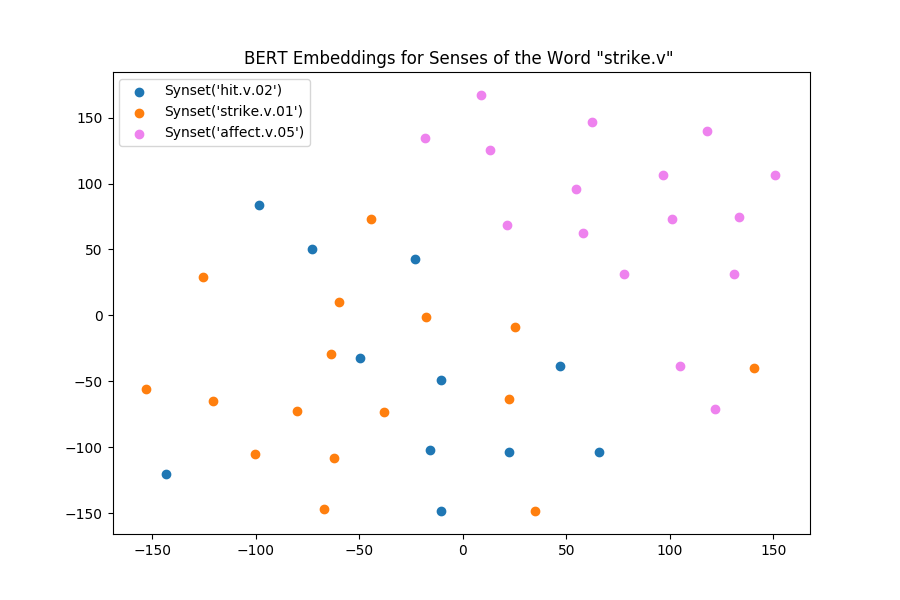 BERT Embeddings for Senses of the Word "strike.v"
Synset('hit.v.02')
Synset('strike.v.01')
Synset('affect.v.05')
150
100
50
0
−50
−100
−150
−150 −100 −50 0 50 100 150